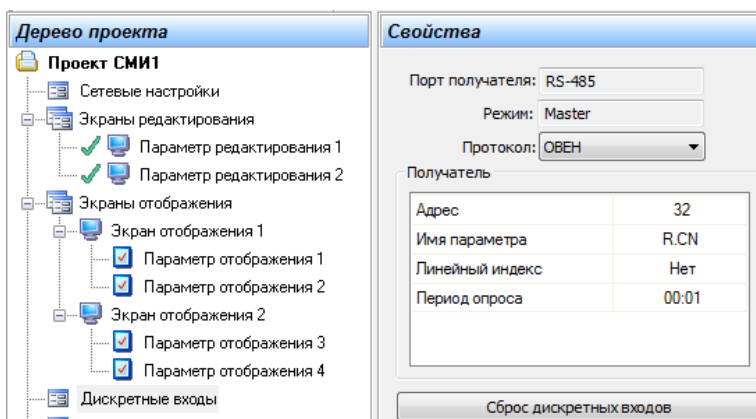 Дерево проекта
Проект СМИ1
Сетевые настройки
Экраны редактирования
Параметр редактирования 1
Параметр редактирования 2
Экраны отображения
Экран отображения 1
Параметр отображения 1
Параметр отображения 2
Экран отображения 2
Параметр отображения 3
Параметр отображения 4
Дискретные входы
Свойства
Порт получателя: RS-485
Режим: Master
Протокол: ОВЕН
Получатель
Адрес 32
Имя параметра R.CN
Линейный индекс Нет
Период опроса 00:01
Сброс дискретных входов